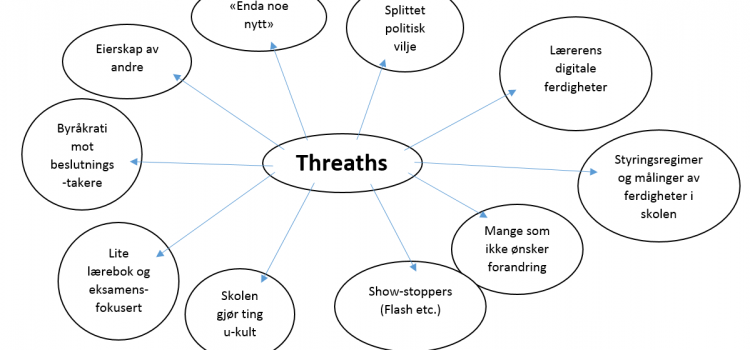 «Enda noe
nytt»
Splittet
politisk
vilje
Eierskap av
andre
Lærerens
digitale
ferdigheter
Byråkrati
mot
beslutnings
-takere
Threaths
Styringsregimer
og målinger av
ferdigheter i
skolen
Lite
lærebok og
eksamens-
fokusert
Skolen
gjør ting
u-kult
Show-stoppers
(Flash etc.)
Mange som
ikke ønsker
forandring